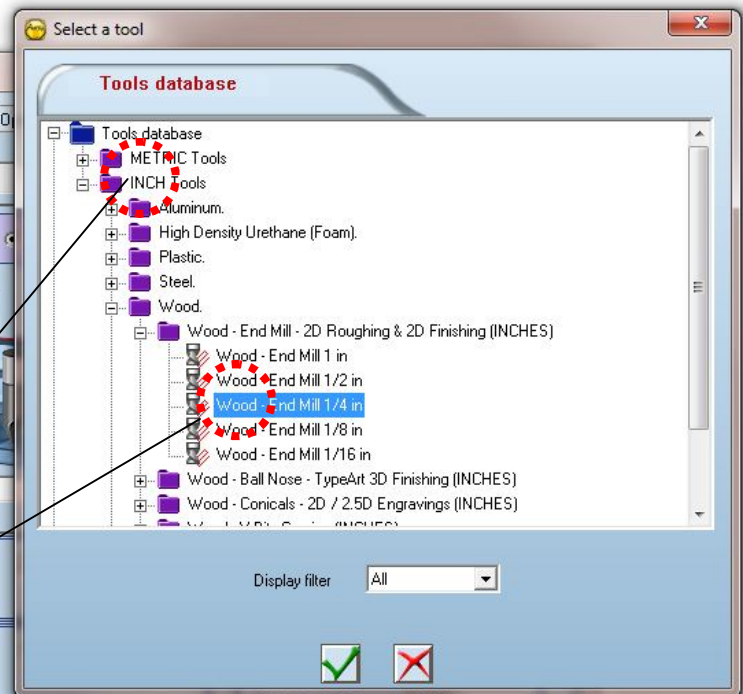 Select a tool
Tools database
Tools database
METRIC Tools
INCH Tools
Aluminum.
High Density Urethane (Foam).
Plastic.
Steel.
Wood.
Wood - End Mill - 2D Roughing & 2D Finishing (INCHES)
Wood - End Mill 1 in
Wood - End Mill 1/2 in
Wood - End Mill 1/4 in
Wood - End Mill 1/8 in
Wood - End Mill 1/16 in
Wood - Ball Nose - TypeArt 3D Finishing (INCHES)
Wood - Conicals - 2D / 2.5D Engravings (INCHES)
Display filter
All